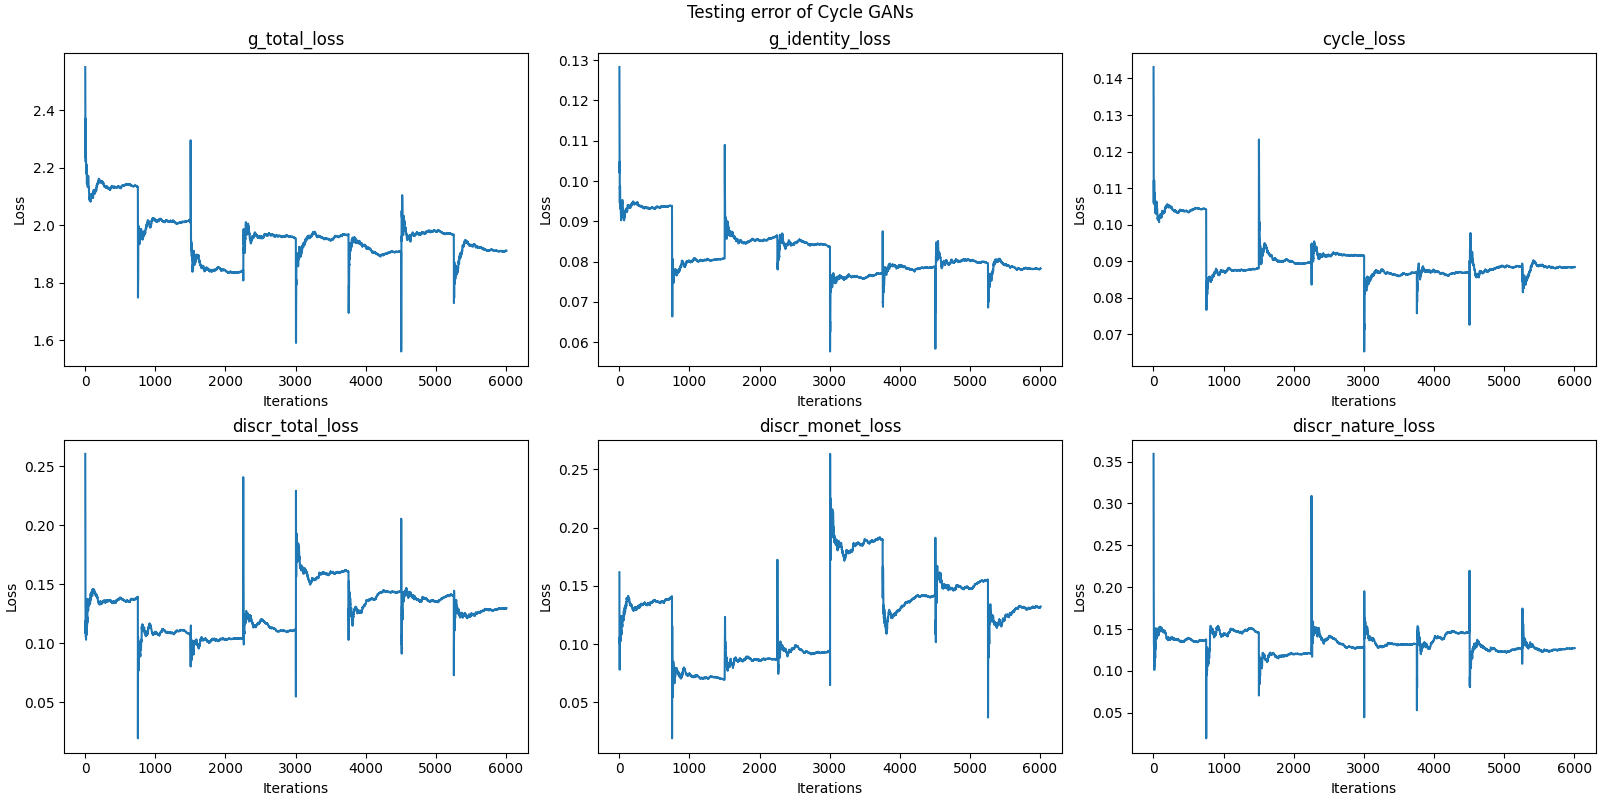 Testing error of Cycle GANs
g_total_loss
Loss
2.4
2.2
2.0
1.8
1.6
0 1000 2000 3000 4000 5000 6000
Iterations
g_identity_loss
Loss
0.13
0.12
0.11
0.10
0.09
0.08
0.07
0.06
0 1000 2000 3000 4000 5000 6000
Iterations
cycle_loss
Loss
0.14
0.13
0.12
0.11
0.10
0.09
0.08
0.07
0 1000 2000 3000 4000 5000 6000
Iterations
discr_total_loss
Loss
0.25
0.20
0.15
0.10
0.05
0 1000 2000 3000 4000 5000 6000
Iterations
discr_monet_loss
Loss
0.25
0.20
0.15
0.10
0.05
0 1000 2000 3000 4000 5000 6000
Iterations
discr_nature_loss
Loss
0.35
0.30
0.25
0.20
0.15
0.10
0.05
0 1000 2000 3000 4000 5000 6000
Iterations